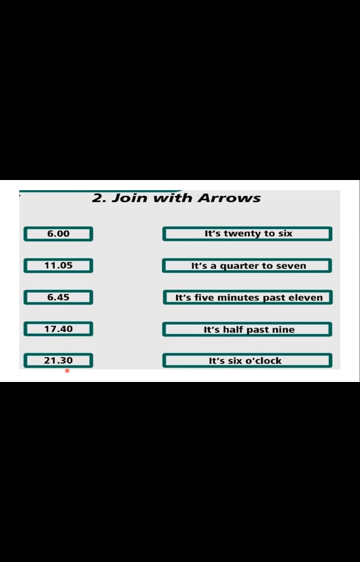 2. Join with Arrows
6.00 It's twenty to six
11.05 It's a quarter to seven
6.45 It's five minutes past eleven
17.40 It's half past nine
21.30 It's six o'clock